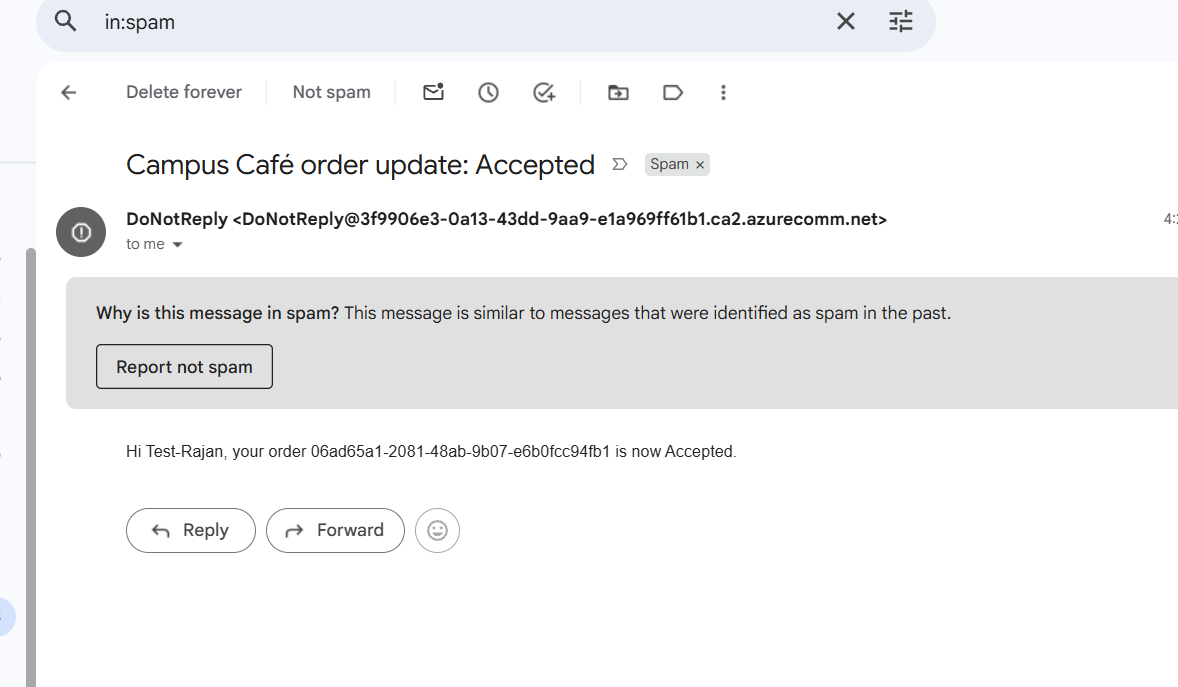 in:spam
Delete forever Not spam
Campus Café order update: Accepted Spam ×
DoNotReply <DoNotReply@3f9906e3-0a13-43dd-9aa9-e1a969ff61b1.ca2.azurecomm.net> 4:
to me
Why is this message in spam? This message is similar to messages that were identified as spam in the past.
Report not spam
Hi Test-Rajan, your order 06ad65a1-2081-48ab-9b07-e6b0fcc94fb1 is now Accepted.
Reply Forward